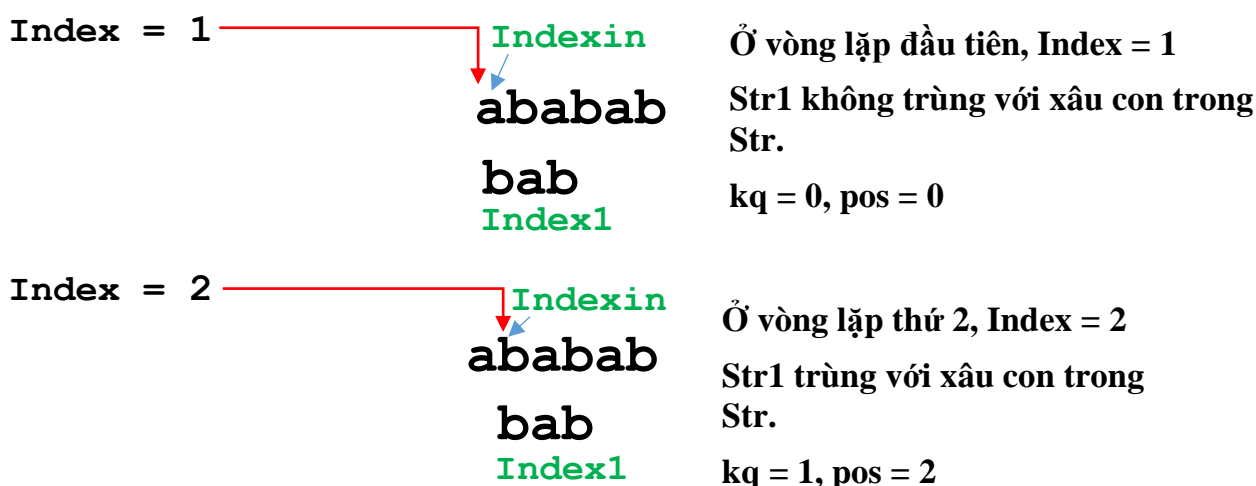 Index = 1
Indexin
ababab
bab
Index1
Ở vòng lặp đầu tiên, Index = 1
Str1 không trùng với xâu con trong
Str.
kq = 0, pos = 0
Index = 2
Indexin
ababab
bab
Index1
Ở vòng lặp thứ 2, Index = 2
Str1 trùng với xâu con trong
Str.
kq = 1, pos = 2